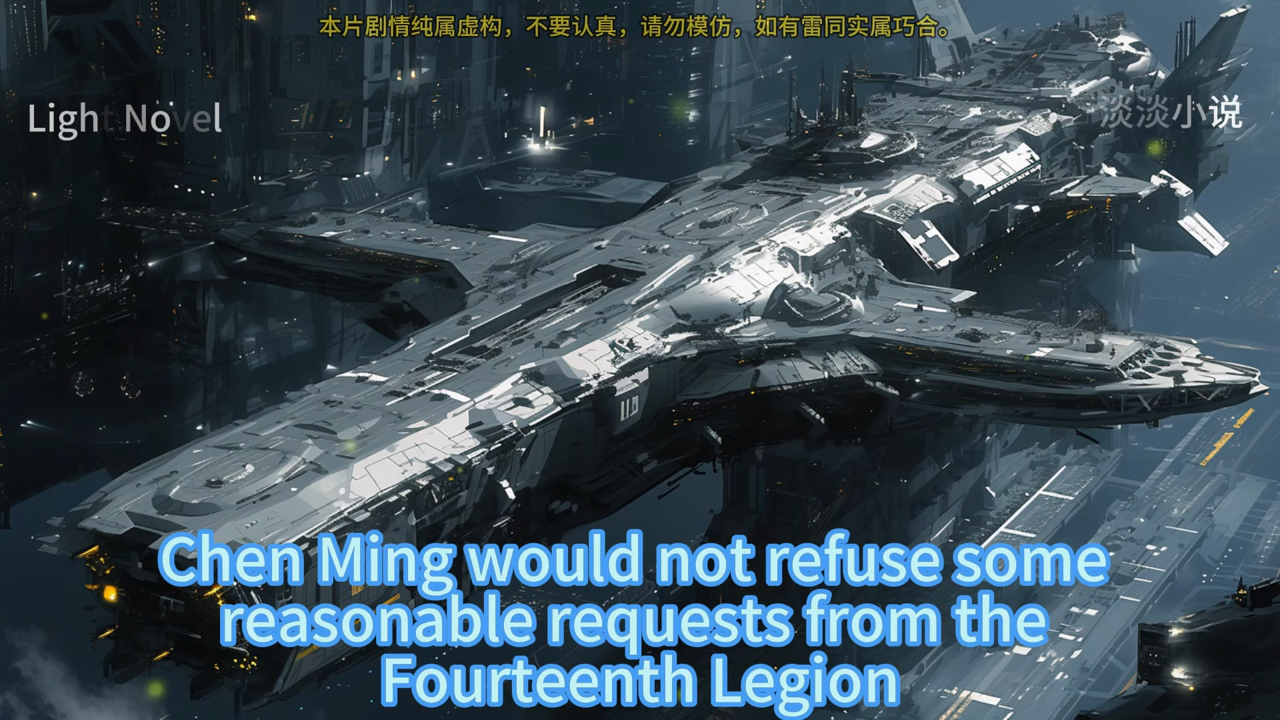 本片剧情纯属虚构，不要认真，请勿模仿，如有雷同实属巧合。
Light Novel
淡淡小说
Chen Ming would not refuse some
reasonable requests from the
Fourteenth Legion